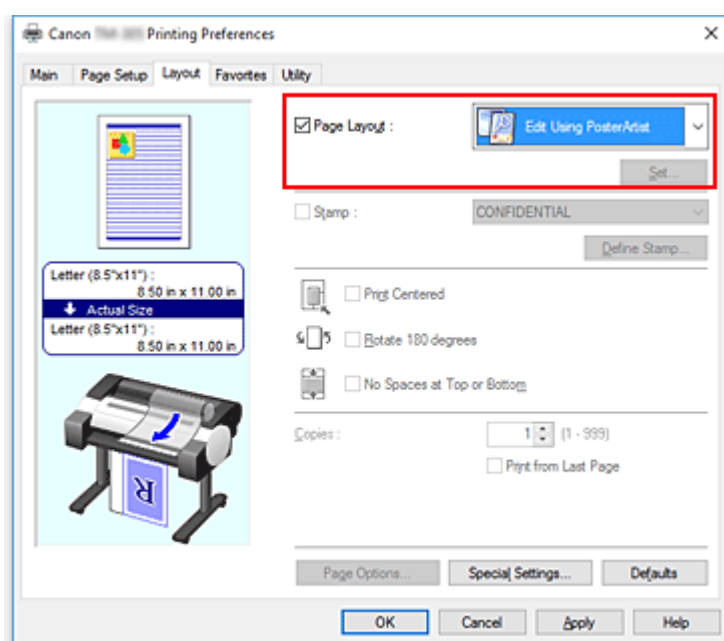 Canon Printing Preferences
Main Page Setup Layout Favorites Utility
Page Layout :
Edit Using PosterArtist
Set...
Stamp :
CONFIDENTIAL
Define Stamp...
Letter (8.5"x11") :
8.50 in x 11.00 in
Actual Size
Letter (8.5"x11") :
8.50 in x 11.00 in
Print Centered
Rotate 180 degrees
No Spaces at Top or Bottom
Copies :
1 (1 - 999)
Print from Last Page
R
Page Options... Special Settings... Defaults
OK Cancel Apply Help